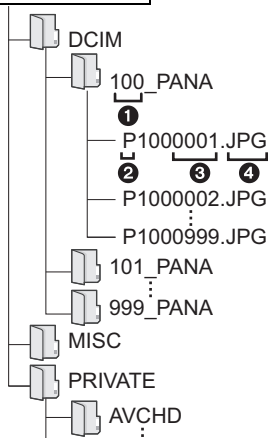 DCIM
100_PANA
❶
P1000001.JPG
❷ ❸ ❹
P1000002.JPG
P1000999.JPG
101_PANA
999_PANA
MISC
PRIVATE
AVCHD